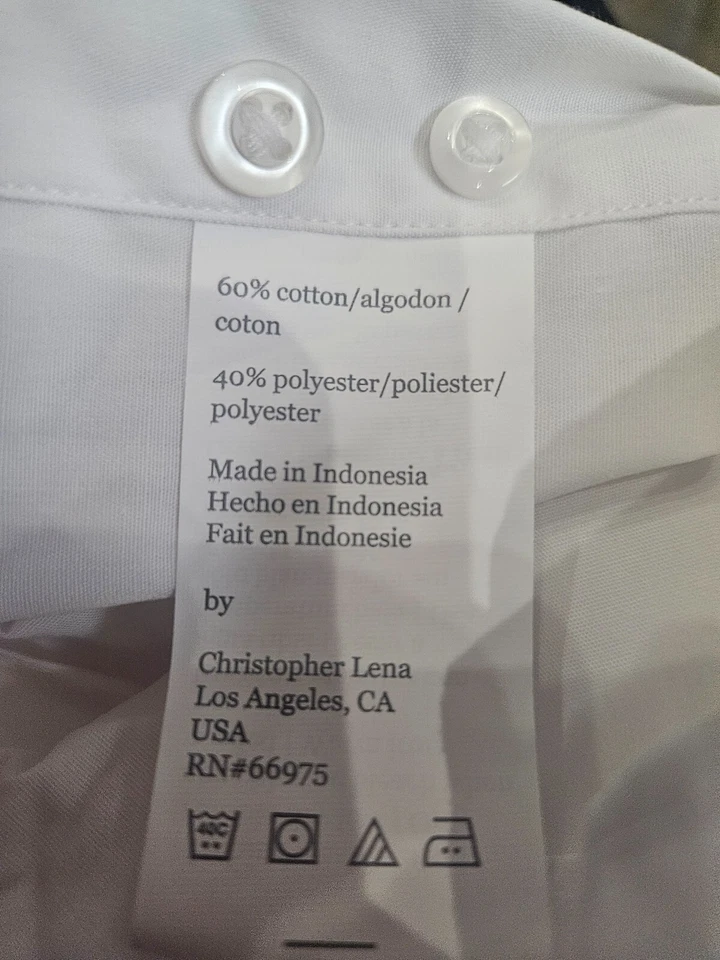 60% cotton/algodon /
coton
40% polyester/poliester/
polyester
Made in Indonesia
Hecho en Indonesia
Fait en Indonesie
by
Christopher Lena
Los Angeles, CA
USA
RN#66975
40C